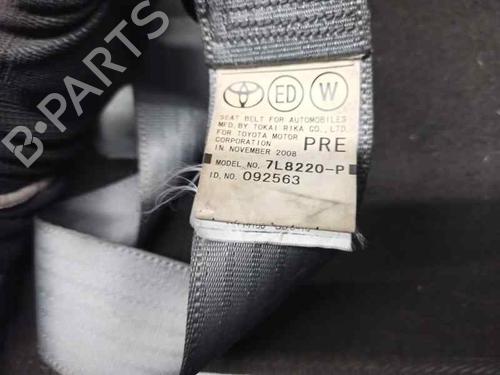 ED W
SEAT BELT FOR AUTOMOBILES
MFD. BY TOKAI RIKA CO., LTD.
FOR TOYOTA MOTOR
CORPORATION PRE
IN NOVEMBER 2008
MODEL NO. 7L8220-P
ID. NO. 092563
B-PARTS